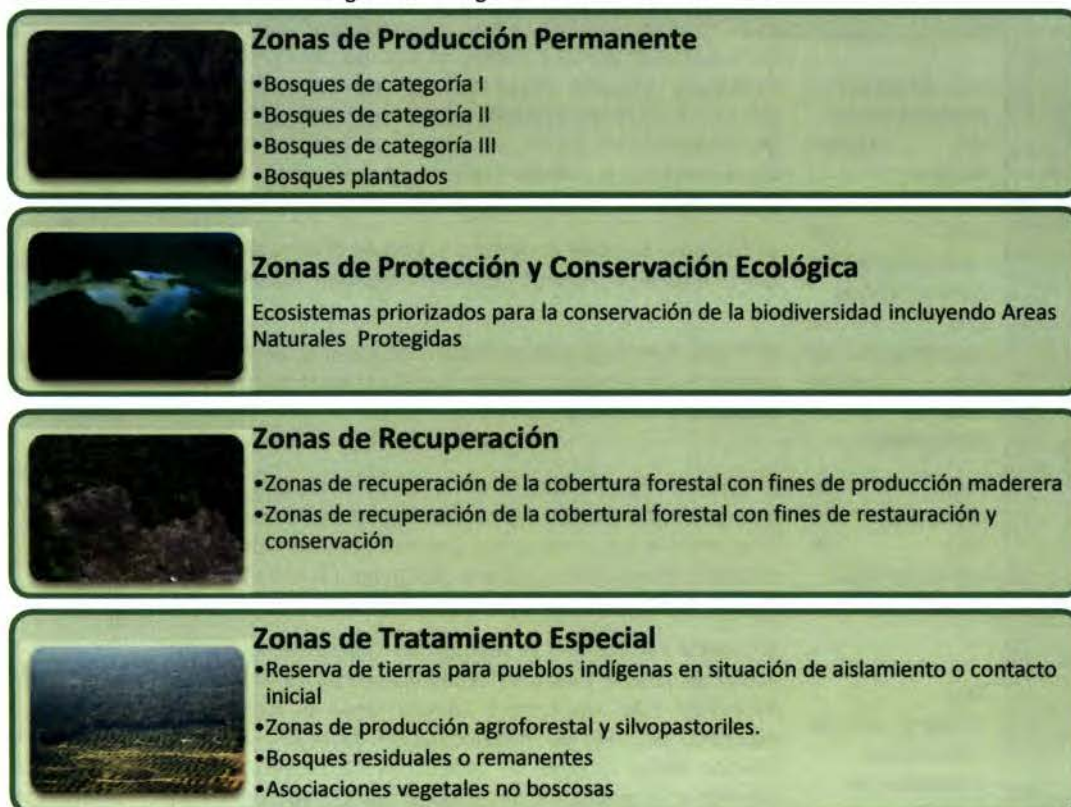 Zonas de Producción Permanente
•Bosques de categoría I
•Bosques de categoría II
•Bosques de categoría III
•Bosques plantados
Zonas de Protección y Conservación Ecológica
Ecosistemas priorizados para la conservación de la biodiversidad incluyendo Areas
Naturales Protegidas
Zonas de Recuperación
•Zonas de recuperación de la cobertura forestal con fines de producción maderera
•Zonas de recuperación de la cobertural forestal con fines de restauración y
conservación
Zonas de Tratamiento Especial
•Reserva de tierras para pueblos indígenas en situación de aislamiento o contacto
inicial
•Zonas de producción agroforestal y silvopastoriles.
•Bosques residuales o remanentes
•Asociaciones vegetales no boscosas